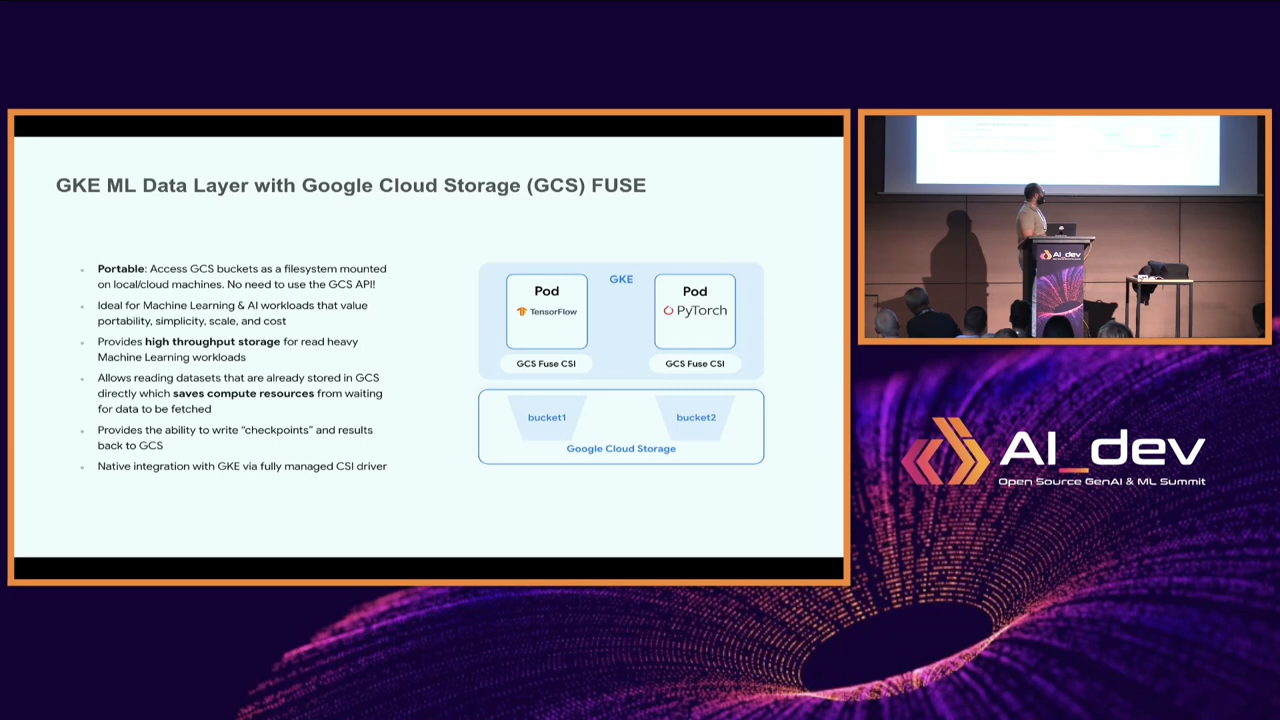 GKE ML Data Layer with Google Cloud Storage (GCS) FUSE
Portable: Access GCS buckets as a filesystem mounted
on local/cloud machines. No need to use the GCS API!
Ideal for Machine Learning & AI workloads that value
portability, simplicity, scale, and cost
Provides high throughput storage for read heavy
Machine Learning workloads
Allows reading datasets that are already stored in GCS
directly which saves compute resources from waiting
for data to be fetched
Provides the ability to write “checkpoints” and results
back to GCS
Native integration with GKE via fully managed CSI driver
GKE
Pod
TensorFlow
GCS Fuse CSI
Pod
PyTorch
GCS Fuse CSI
bucket1
bucket2
Google Cloud Storage
AI_dev
AI_dev
Open Source GenAI & ML Summit